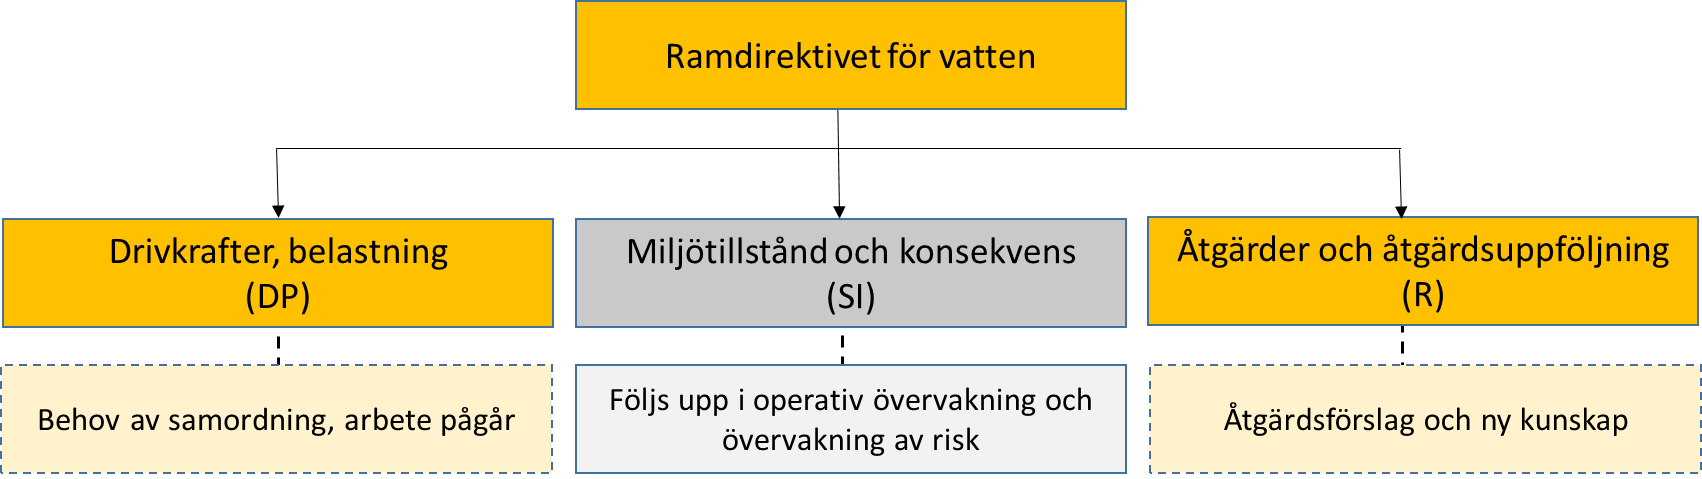 Ramdirektivet för vatten
Drivkrafter, belastning
(DP)
Miljötillstånd och konsekvens
(SI)
Åtgärder och åtgärdsuppföljning
(R)
Behov av samordning, arbete pågår
Följs upp i operativ övervakning och
övervakning av risk
Åtgärdsförslag och ny kunskap